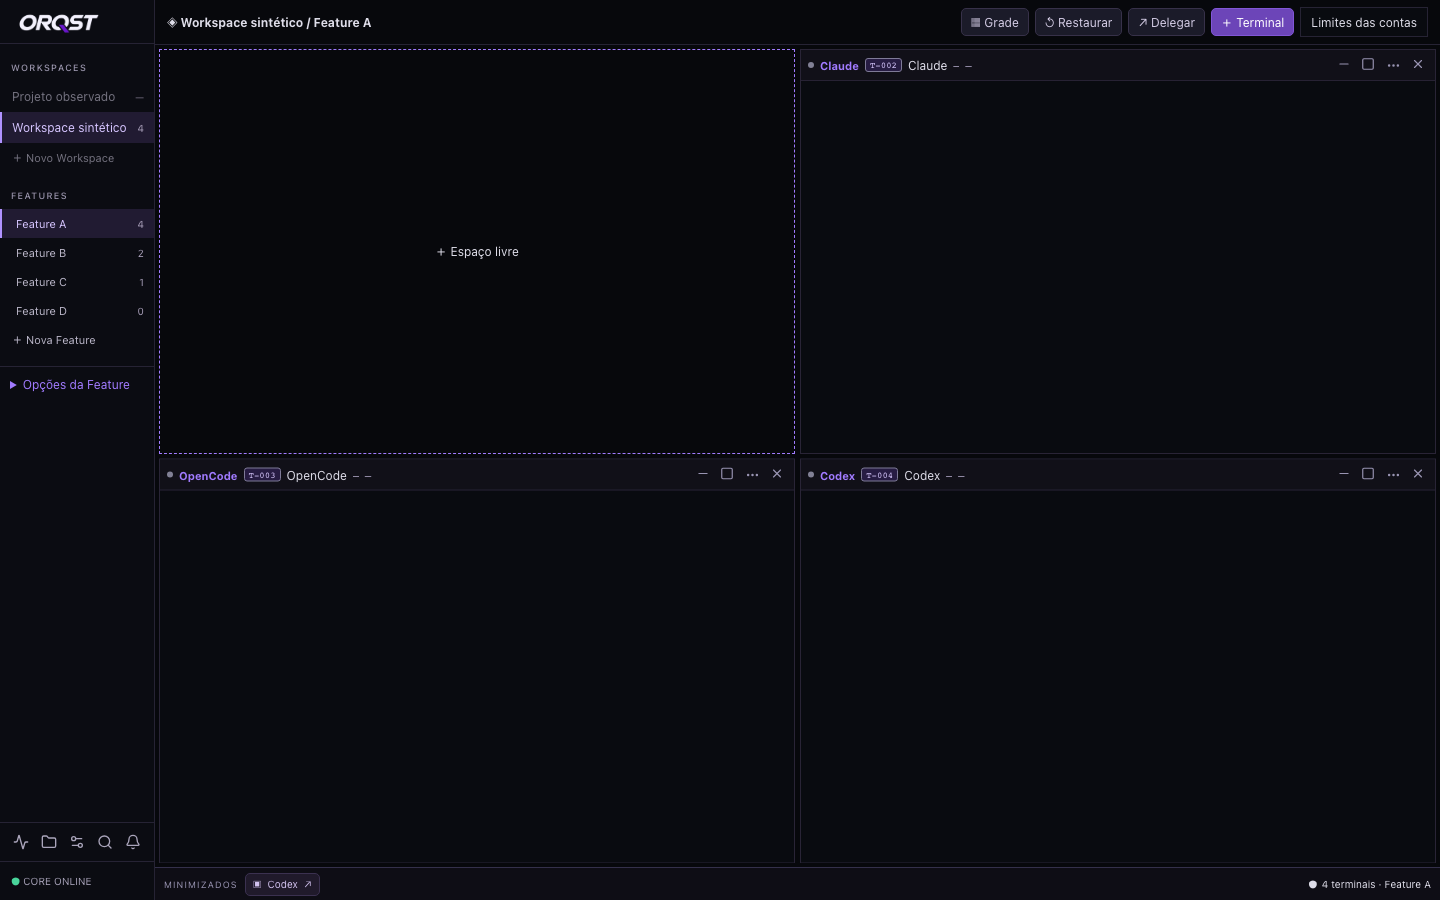 ORQST
◈ Workspace sintético / Feature A
▦ Grade
↺ Restaurar
↗ Delegar
+ Terminal
Limites das contas
WORKSPACES
Projeto observado —
Workspace sintético 4
+ Novo Workspace
FEATURES
Feature A 4
Feature B 2
Feature C 1
Feature D 0
+ Nova Feature
▶ Opções da Feature
CORE ONLINE
+ Espaço livre
Claude T-002 Claude — —
OpenCode T-003 OpenCode — —
Codex T-004 Codex — —
MINIMIZADOS
▣ Codex ↗
4 terminais · Feature A